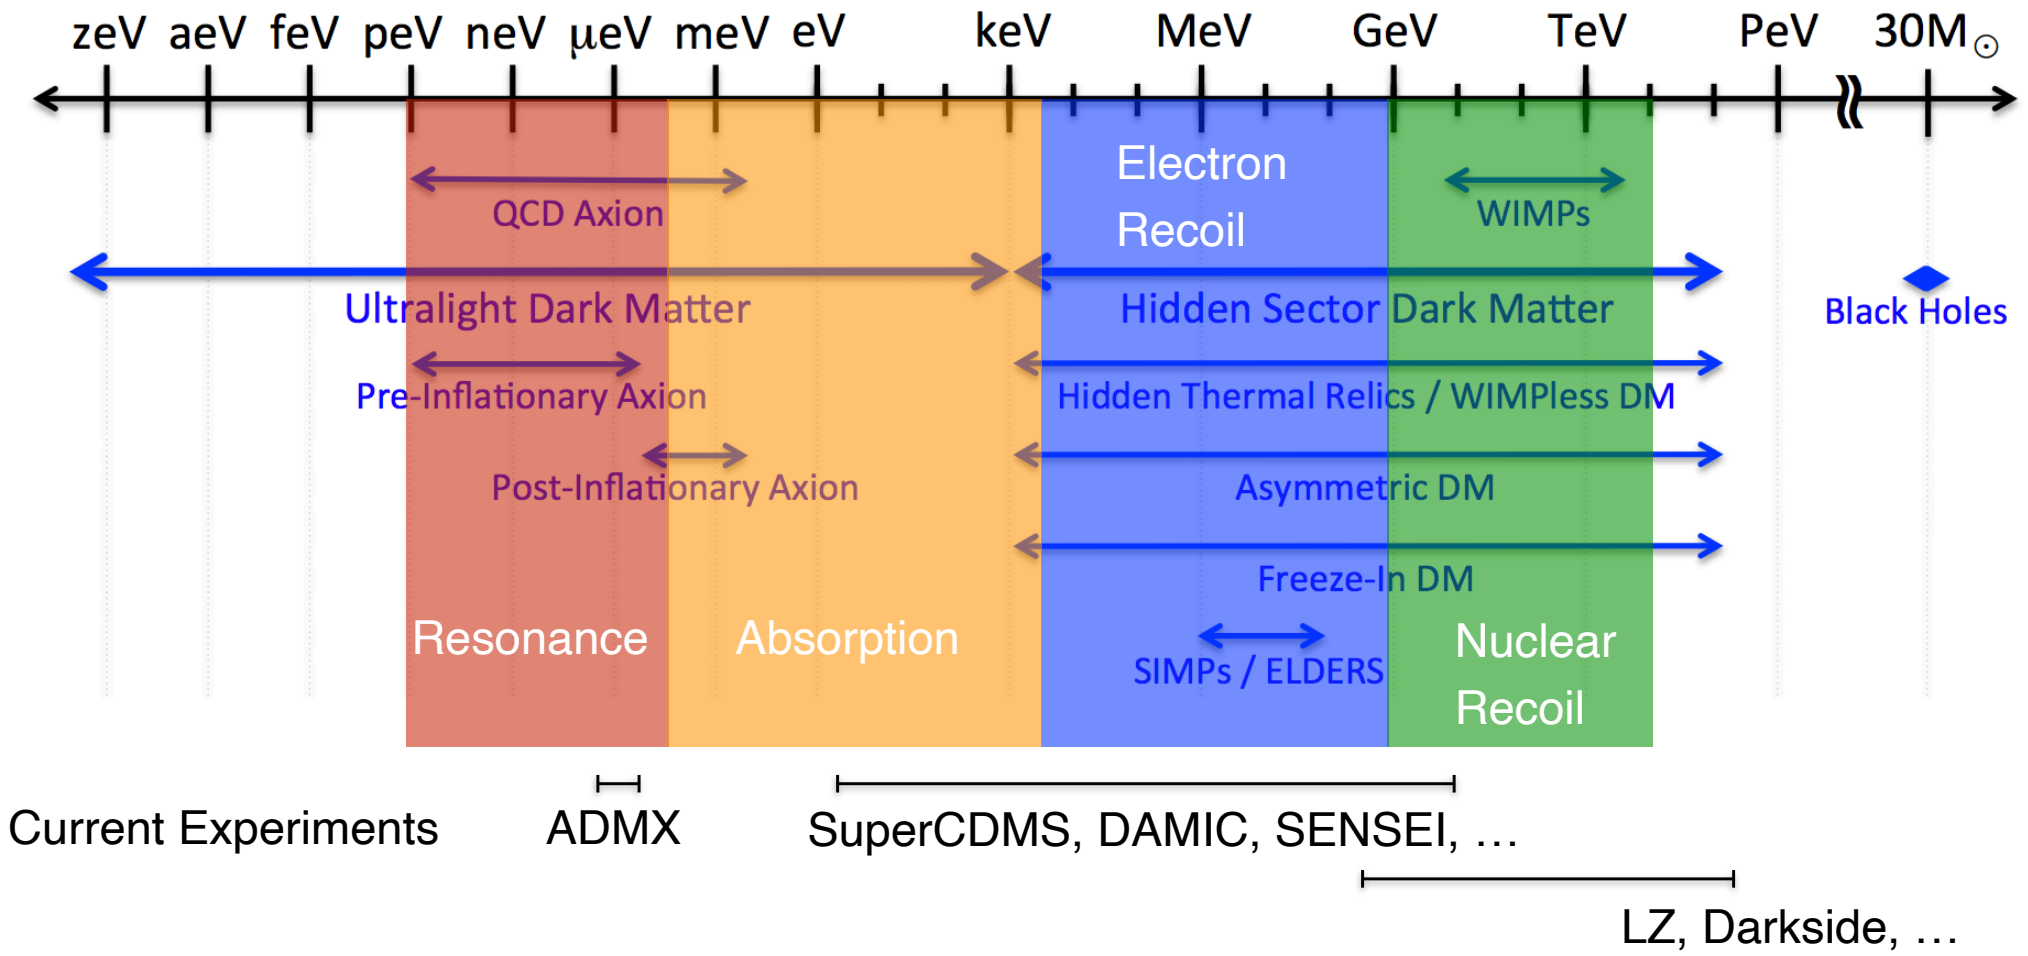 zeV aeV feV peV neV μeV meV eV keV MeV GeV TeV PeV 30M☉
Electron
Recoil
QCD Axion
WIMPs
Ultralight Dark Matter
Hidden Sector Dark Matter
Black Holes
Pre-Inflationary Axion
Hidden Thermal Relics / WIMPless DM
Post-Inflationary Axion
Asymmetric DM
Freeze-In DM
Resonance
Absorption
SIMPs / ELDERS
Nuclear
Recoil
Current Experiments
ADMX
SuperCDMS, DAMIC, SENSEI, …
LZ, Darkside, …